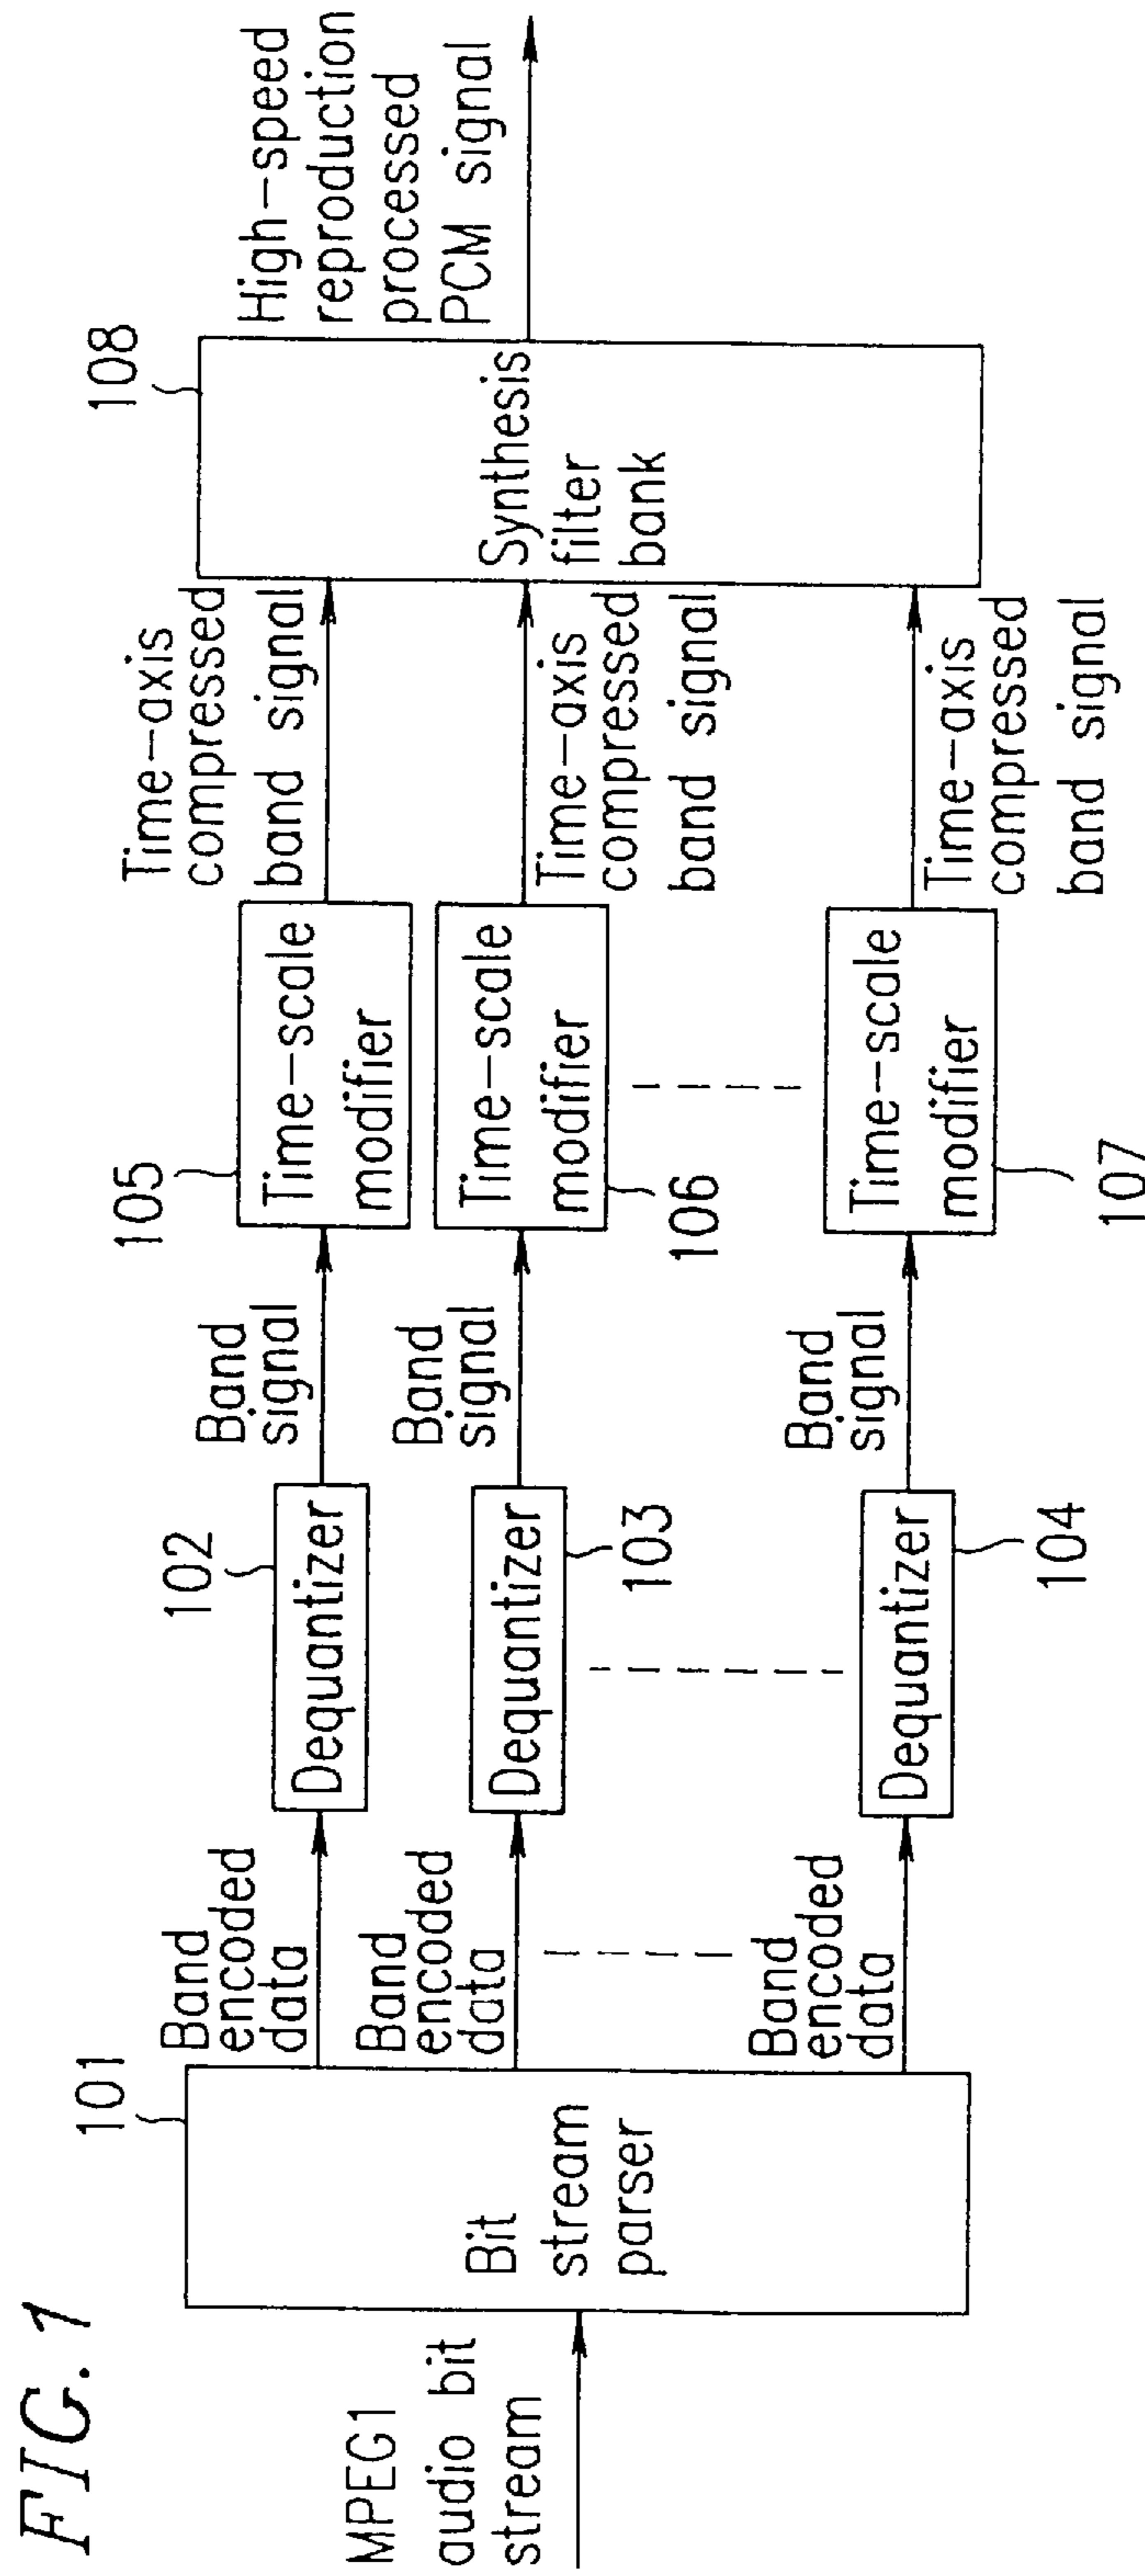 FIG. 1
MPEG1
audio bit
stream
101
Bit
stream
parser
Band
encoded
data
Band
encoded
data
Band
encoded
data
102
Dequantizer
Dequantizer
103
Dequantizer
104
Band
signal
Band
signal
Band
signal
105
Time-scale
modifier
Time-scale
modifier
106
Time-scale
modifier
107
Time-axis
compressed
band signal
Time-axis
compressed
band signal
Time-axis
compressed
band signal
108
Synthesis
filter
bank
High-speed
reproduction
processed
PCM signal